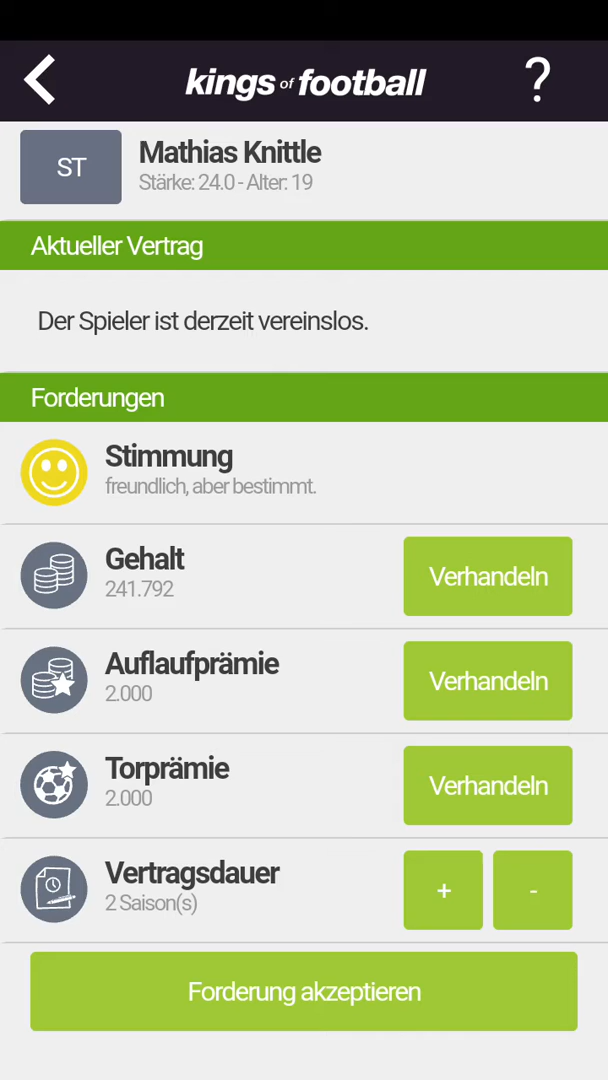 kings of football
?
ST
Mathias Knittle
Stärke: 24.0 - Alter: 19
Aktueller Vertrag
Der Spieler ist derzeit vereinslos.
Forderungen
Stimmung
freundlich, aber bestimmt.
Gehalt
241.792
Verhandeln
Auflaufprämie
2.000
Verhandeln
Torprämie
2.000
Verhandeln
Vertragsdauer
2 Saison(s)
+ -
Forderung akzeptieren